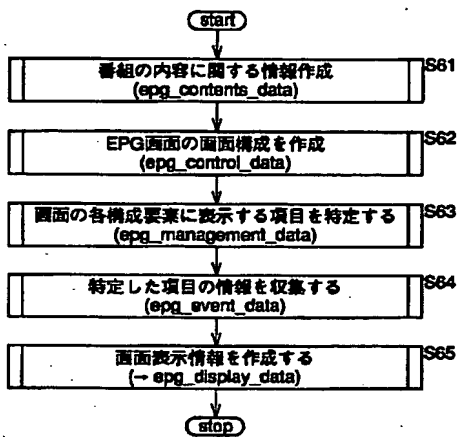 start
S61
番組の内容に関する情報作成
(epg_contents_data)
S62
EPG画面の画面構成を作成
(epg_control_data)
S63
画面の各構成要素に表示する項目を特定する
(epg_management_data)
S64
特定した項目の情報を収集する
(epg_event_data)
S65
画面表示情報を作成する
(→ epg_display_data)
stop